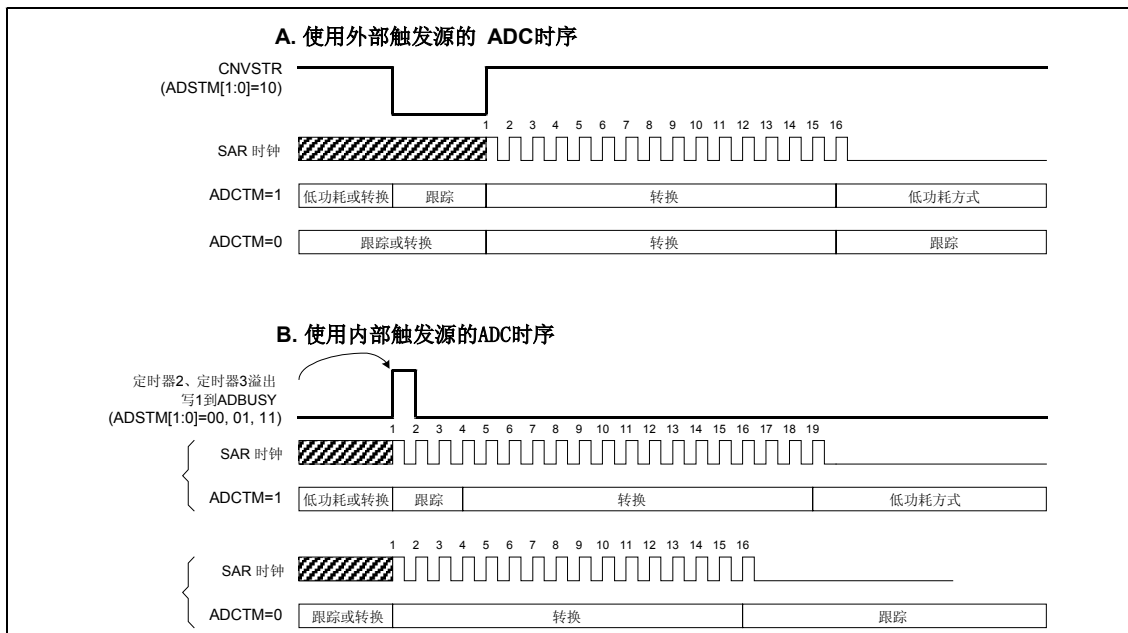 A. 使用外部触发源的 ADC时序
CNVSTR
(ADSTM[1:0]=10)
1 2 3 4 5 6 7 8 9 10 11 12 13 14 15 16
SAR 时钟
ADCTM=1 低功耗或转换 跟踪 转换 低功耗方式
ADCTM=0 跟踪或转换 转换 跟踪
B. 使用内部触发源的ADC时序
定时器2、定时器3溢出
写1到ADBUSY
(ADSTM[1:0]=00, 01, 11)
1 2 3 4 5 6 7 8 9 10 11 12 13 14 15 16 17 18 19
SAR 时钟
ADCTM=1 低功耗或转换 跟踪 转换 低功耗方式
1 2 3 4 5 6 7 8 9 10 11 12 13 14 15 16
SAR 时钟
ADCTM=0 跟踪或转换 转换 跟踪